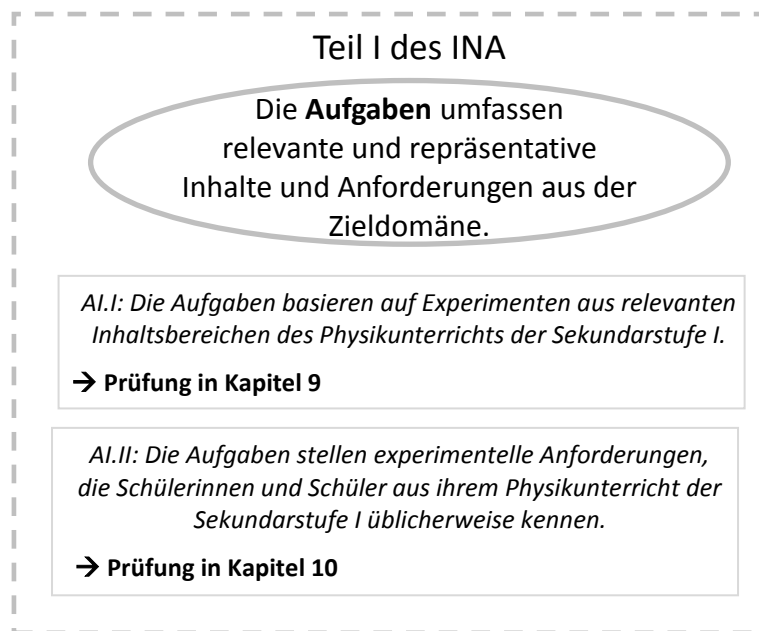 Teil I des INA
Die Aufgaben umfassen
relevante und repräsentative
Inhalte und Anforderungen aus der
Zieldomäne.
AI.I: Die Aufgaben basieren auf Experimenten aus relevanten
Inhaltsbereichen des Physikunterrichts der Sekundarstufe I.
→ Prüfung in Kapitel 9
AI.II: Die Aufgaben stellen experimentelle Anforderungen,
die Schülerinnen und Schüler aus ihrem Physikunterricht der
Sekundarstufe I üblicherweise kennen.
→ Prüfung in Kapitel 10